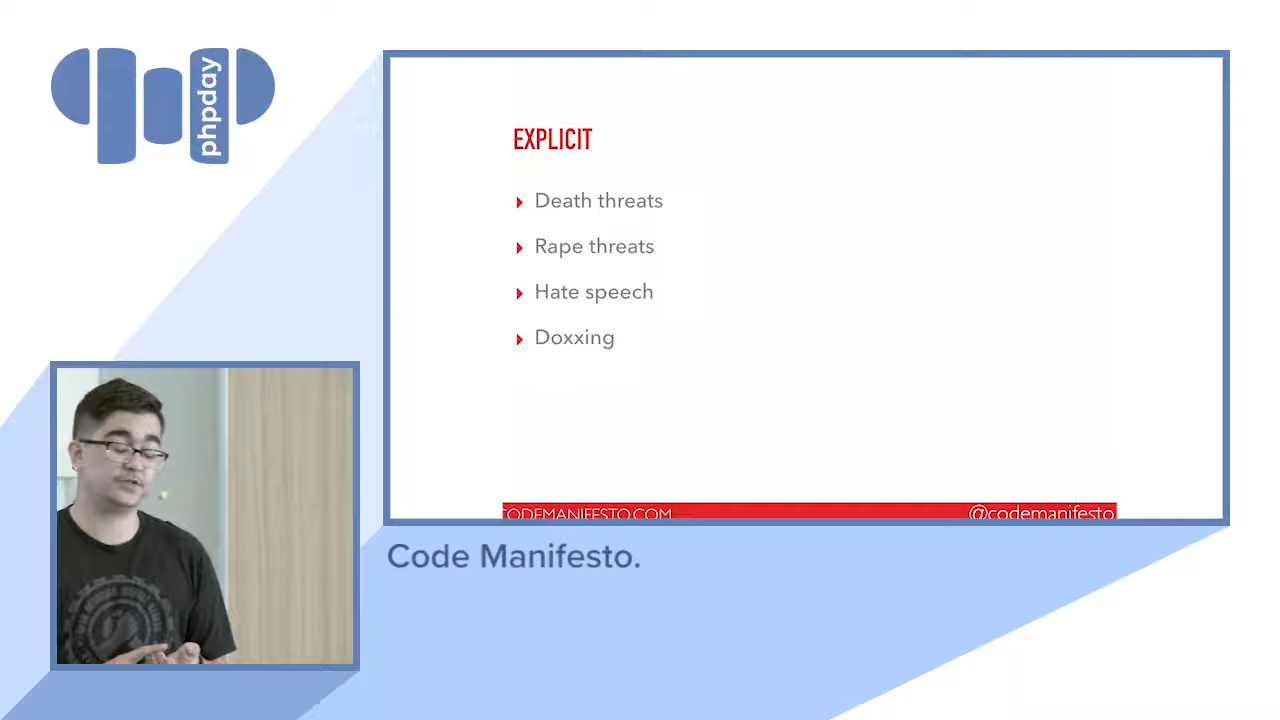 phpday
EXPLICIT
Death threats
Rape threats
Hate speech
Doxxing
CODEMANIFESTO.COM
@codemanifesto
Code Manifesto.